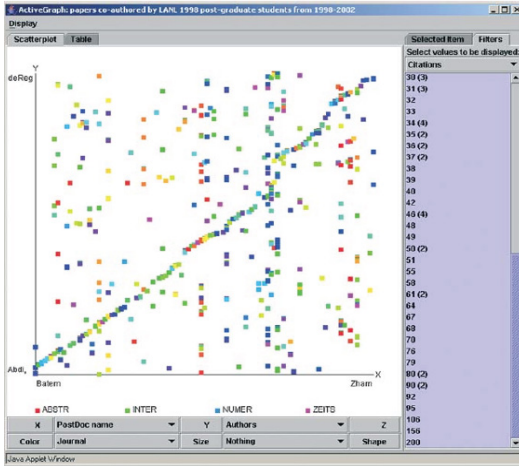 ActiveGraph: papers co-authored by LANL 1998 post-graduate students from 1990-2002
Display
Scatterplot Table
Selected Item Filters
Select values to be displayed:
Citations
Y
deReg
X
Balem Zham
ABSTR INTER NUMER ZEITS
X PostDoc name Y Authors Z
Color Journal Size Nothing Shape
30 (3)
31 (3)
32
33
34 (4)
35 (2)
36 (2)
37 (2)
38
39
40
42
46 (4)
48
49
50 (2)
51
55
58
61 (2)
64
67
68
70
76
79
80 (2)
90 (2)
92
95
106
156
200
Java Applet Window